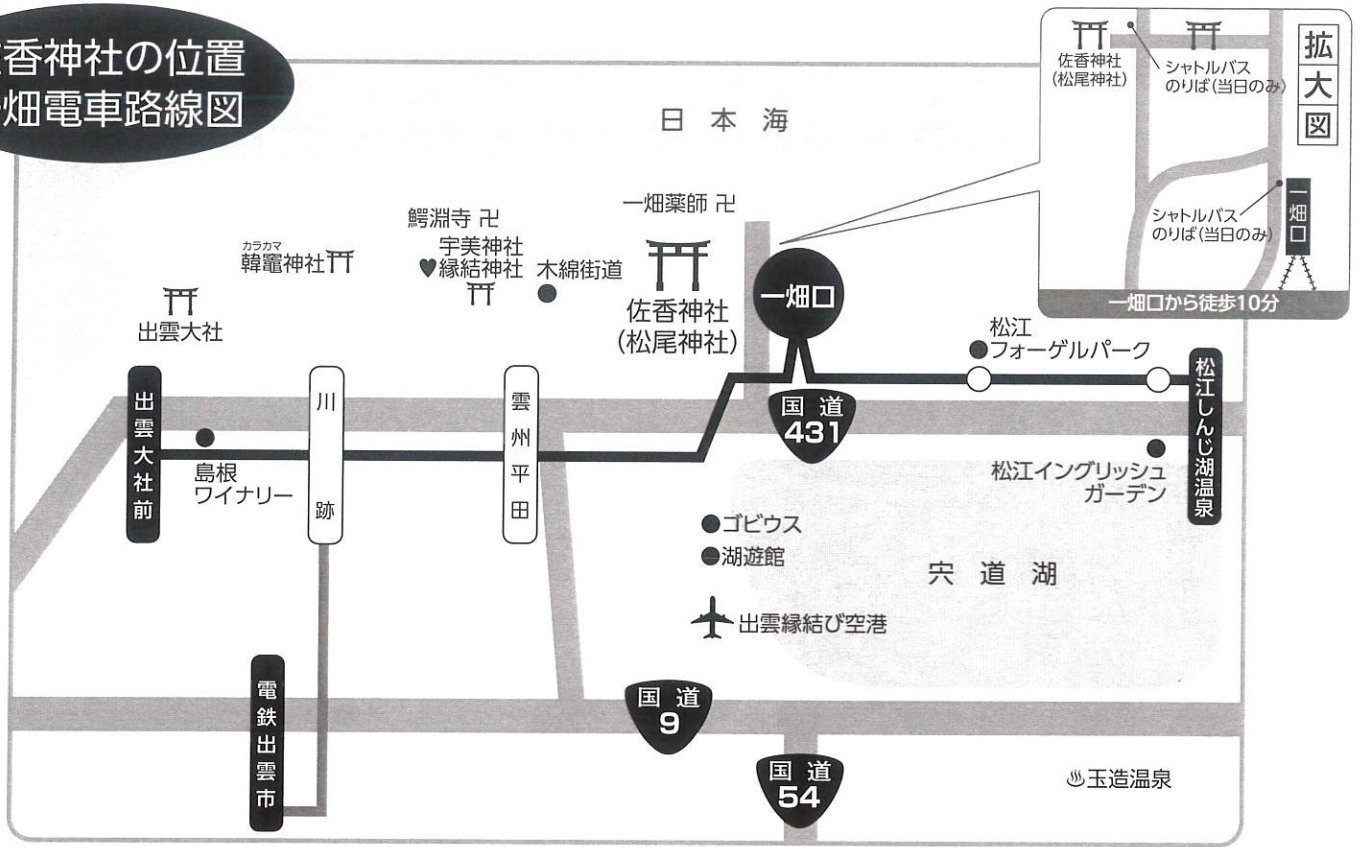 香神社の位置
畑電車路線図
日本海
佐香神社
(松尾神社)
シャトルバス
のりば(当日のみ)
拡大図
シャトルバス
のりば(当日のみ)
一畑口
一畑口から徒歩10分
一畑薬師 卍
鰐淵寺 卍
宇美神社
♥縁結神社
木綿街道
カラカマ
韓竈神社
出雲大社
佐香神社
(松尾神社)
一畑口
松江
フォーゲルパーク
出雲大社前
川跡
雲州平田
国道
431
松江しんじ湖温泉
島根
ワイナリー
松江イングリッシュ
ガーデン
ゴビウス
湖遊館
宍道湖
出雲縁結び空港
電鉄出雲市
国道
9
国道
54
♨玉造温泉